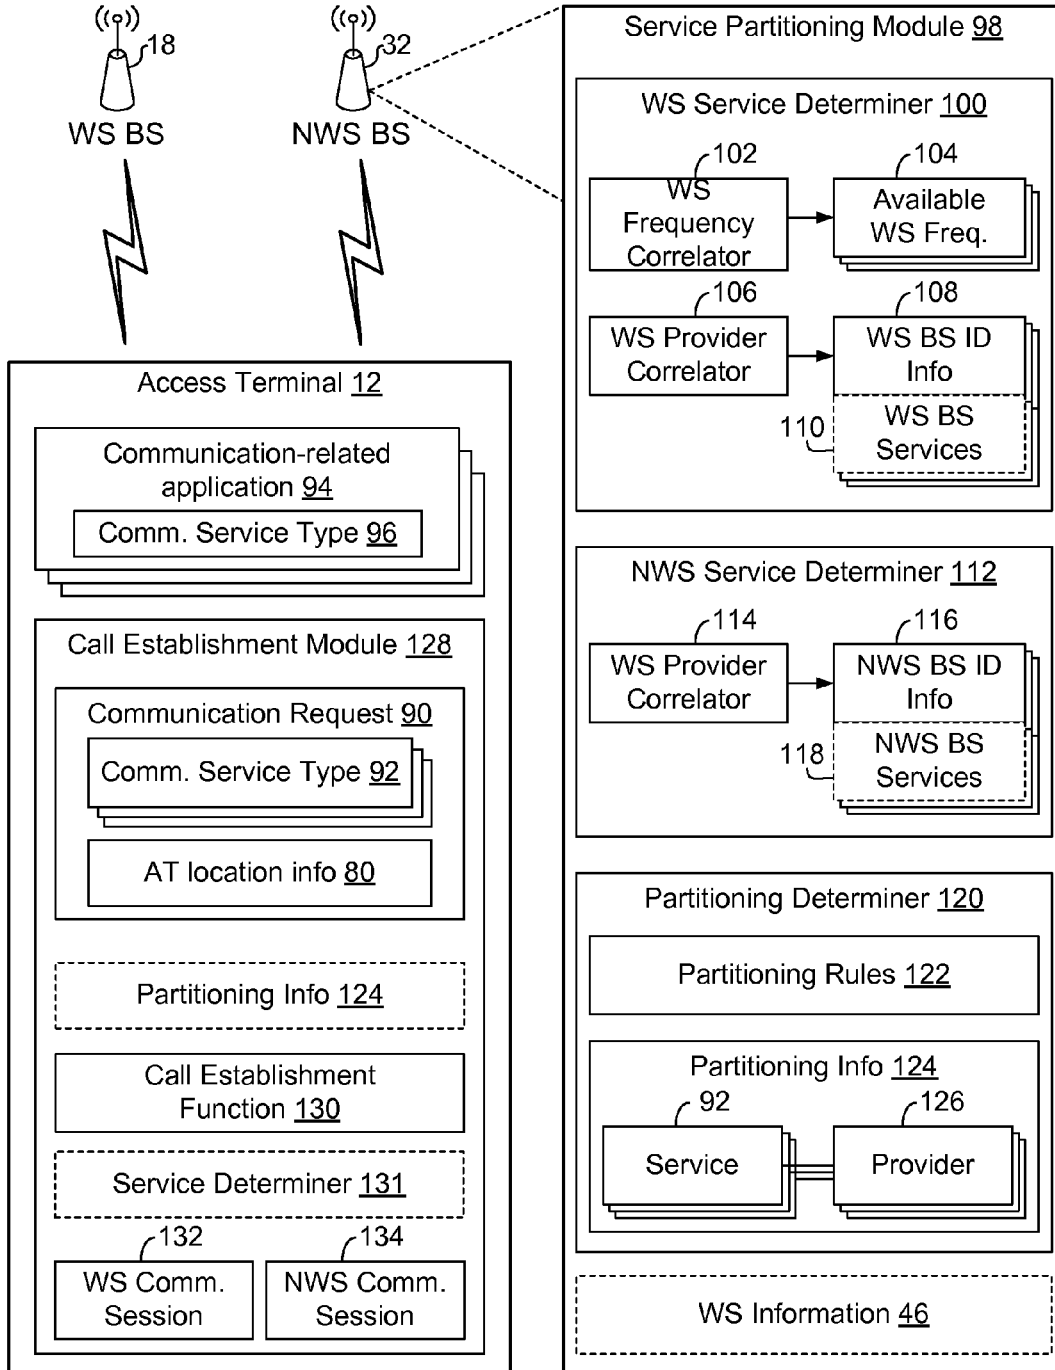 18
WS BS
32
NWS BS
Access Terminal 12
Communication-related
application 94
Comm. Service Type 96
Call Establishment Module 128
Communication Request 90
Comm. Service Type 92
AT location info 80
Partitioning Info 124
Call Establishment
Function 130
Service Determiner 131
132
WS Comm.
Session
134
NWS Comm.
Session
Service Partitioning Module 98
WS Service Determiner 100
102
WS
Frequency
Correlator
104
Available
WS Freq.
106
WS Provider
Correlator
108
WS BS ID
Info
110
WS BS
Services
NWS Service Determiner 112
114
WS Provider
Correlator
116
NWS BS ID
Info
118
NWS BS
Services
Partitioning Determiner 120
Partitioning Rules 122
Partitioning Info 124
92
Service
126
Provider
WS Information 46